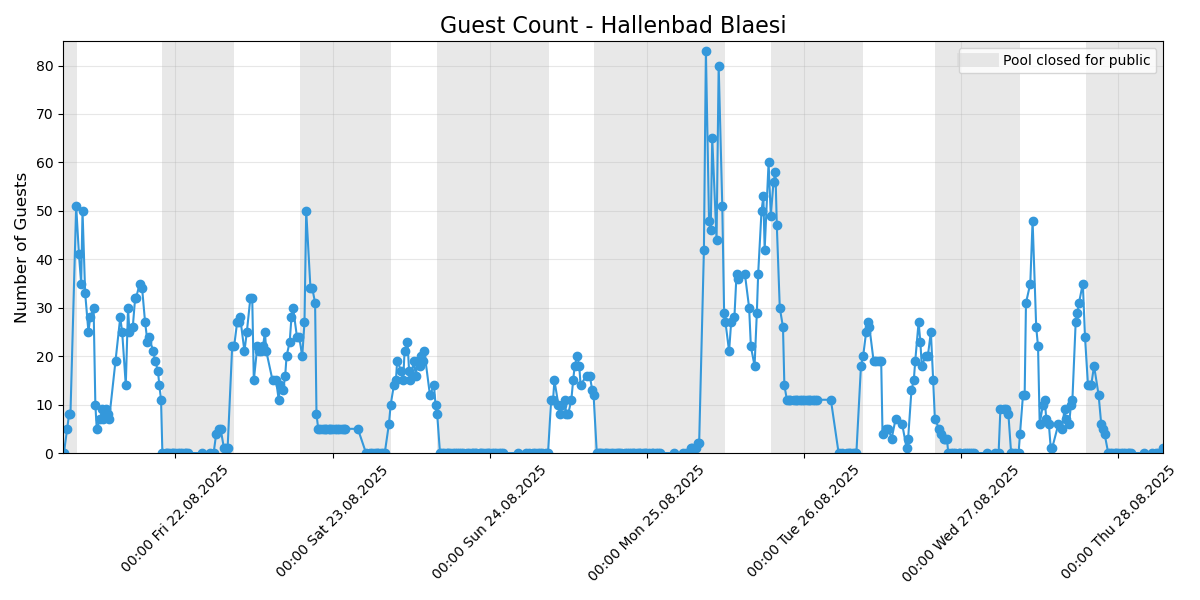 Guest Count - Hallenbad Blaesi
Pool closed for public
Number of Guests
80
70
60
50
40
30
20
10
0
00:00 Fri 22.08.2025
00:00 Sat 23.08.2025
00:00 Sun 24.08.2025
00:00 Mon 25.08.2025
00:00 Tue 26.08.2025
00:00 Wed 27.08.2025
00:00 Thu 28.08.2025